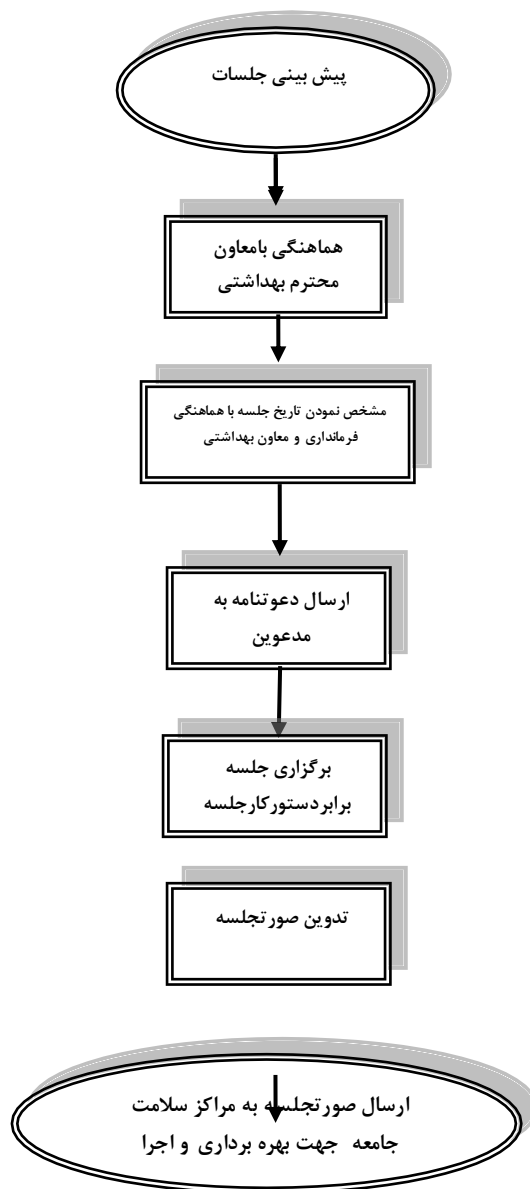 پیش بینی جلسات
هماهنگی بامعاون
محترم بهداشتی
مشخص نمودن تاریخ جلسه با هماهنگی
فرمانداری و معاون بهداشتی
ارسال دعوتنامه به
مدعوین
برگزاری جلسه
برابردستورکارجلسه
تدوین صورتجلسه
ارسال صورتجلسه به مراکز سلامت
جامعه جهت بهره برداری و اجرا